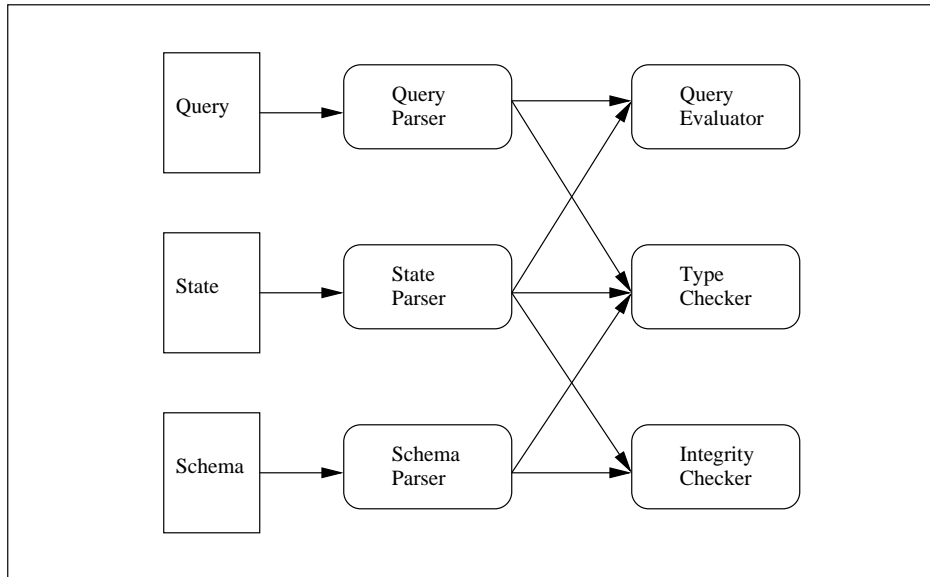 Query
Query
Parser
Query
Evaluator
State
State
Parser
Type
Checker
Schema
Schema
Parser
Integrity
Checker